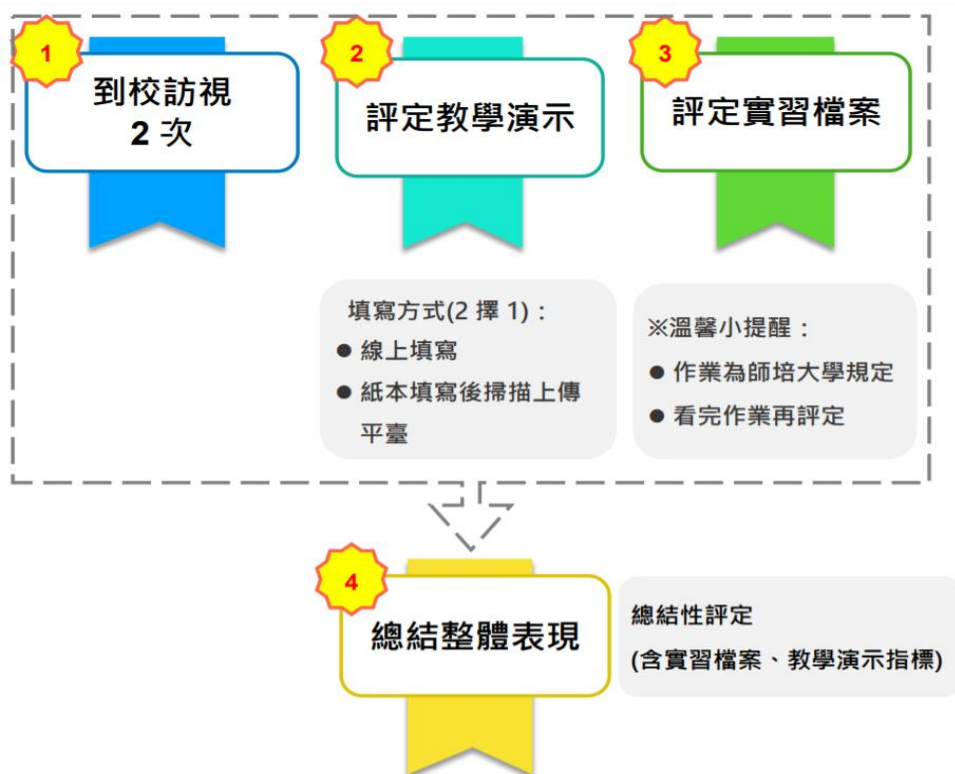 1
到校訪視
2 次
2
評定教學演示
3
評定實習檔案
填寫方式(2 擇 1)：
● 線上填寫
● 紙本填寫後掃描上傳
平臺
※溫馨小提醒：
● 作業為師培大學規定
● 看完作業再評定
4
總結整體表現
總結性評定
(含實習檔案、教學演示指標)